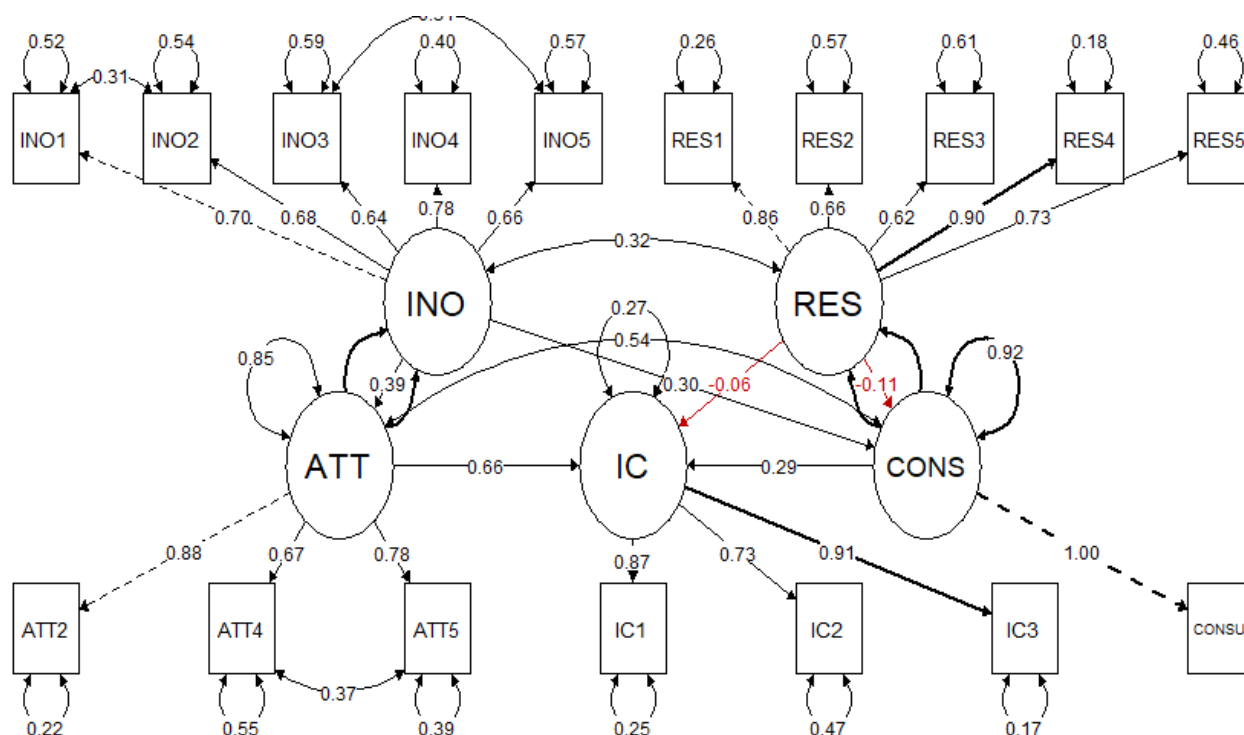 0.52 0.54 0.59 0.40 0.57 0.26 0.57 0.61 0.18 0.46
0.31
INO1 INO2 INO3 INO4 INO5 RES1 RES2 RES3 RES4 RES5
0.70 0.68 0.64 0.78 0.66 0.86 0.66 0.62 0.90 0.73
0.32
INO RES
0.27
0.85 0.39 0.54 0.30 -0.06 -0.11 0.92
ATT 0.66 IC 0.29 CONS
0.88 0.67 0.78 0.87 0.73 0.91 1.00
ATT2 ATT4 ATT5 IC1 IC2 IC3 CONSU
0.37
0.22 0.55 0.39 0.25 0.47 0.17